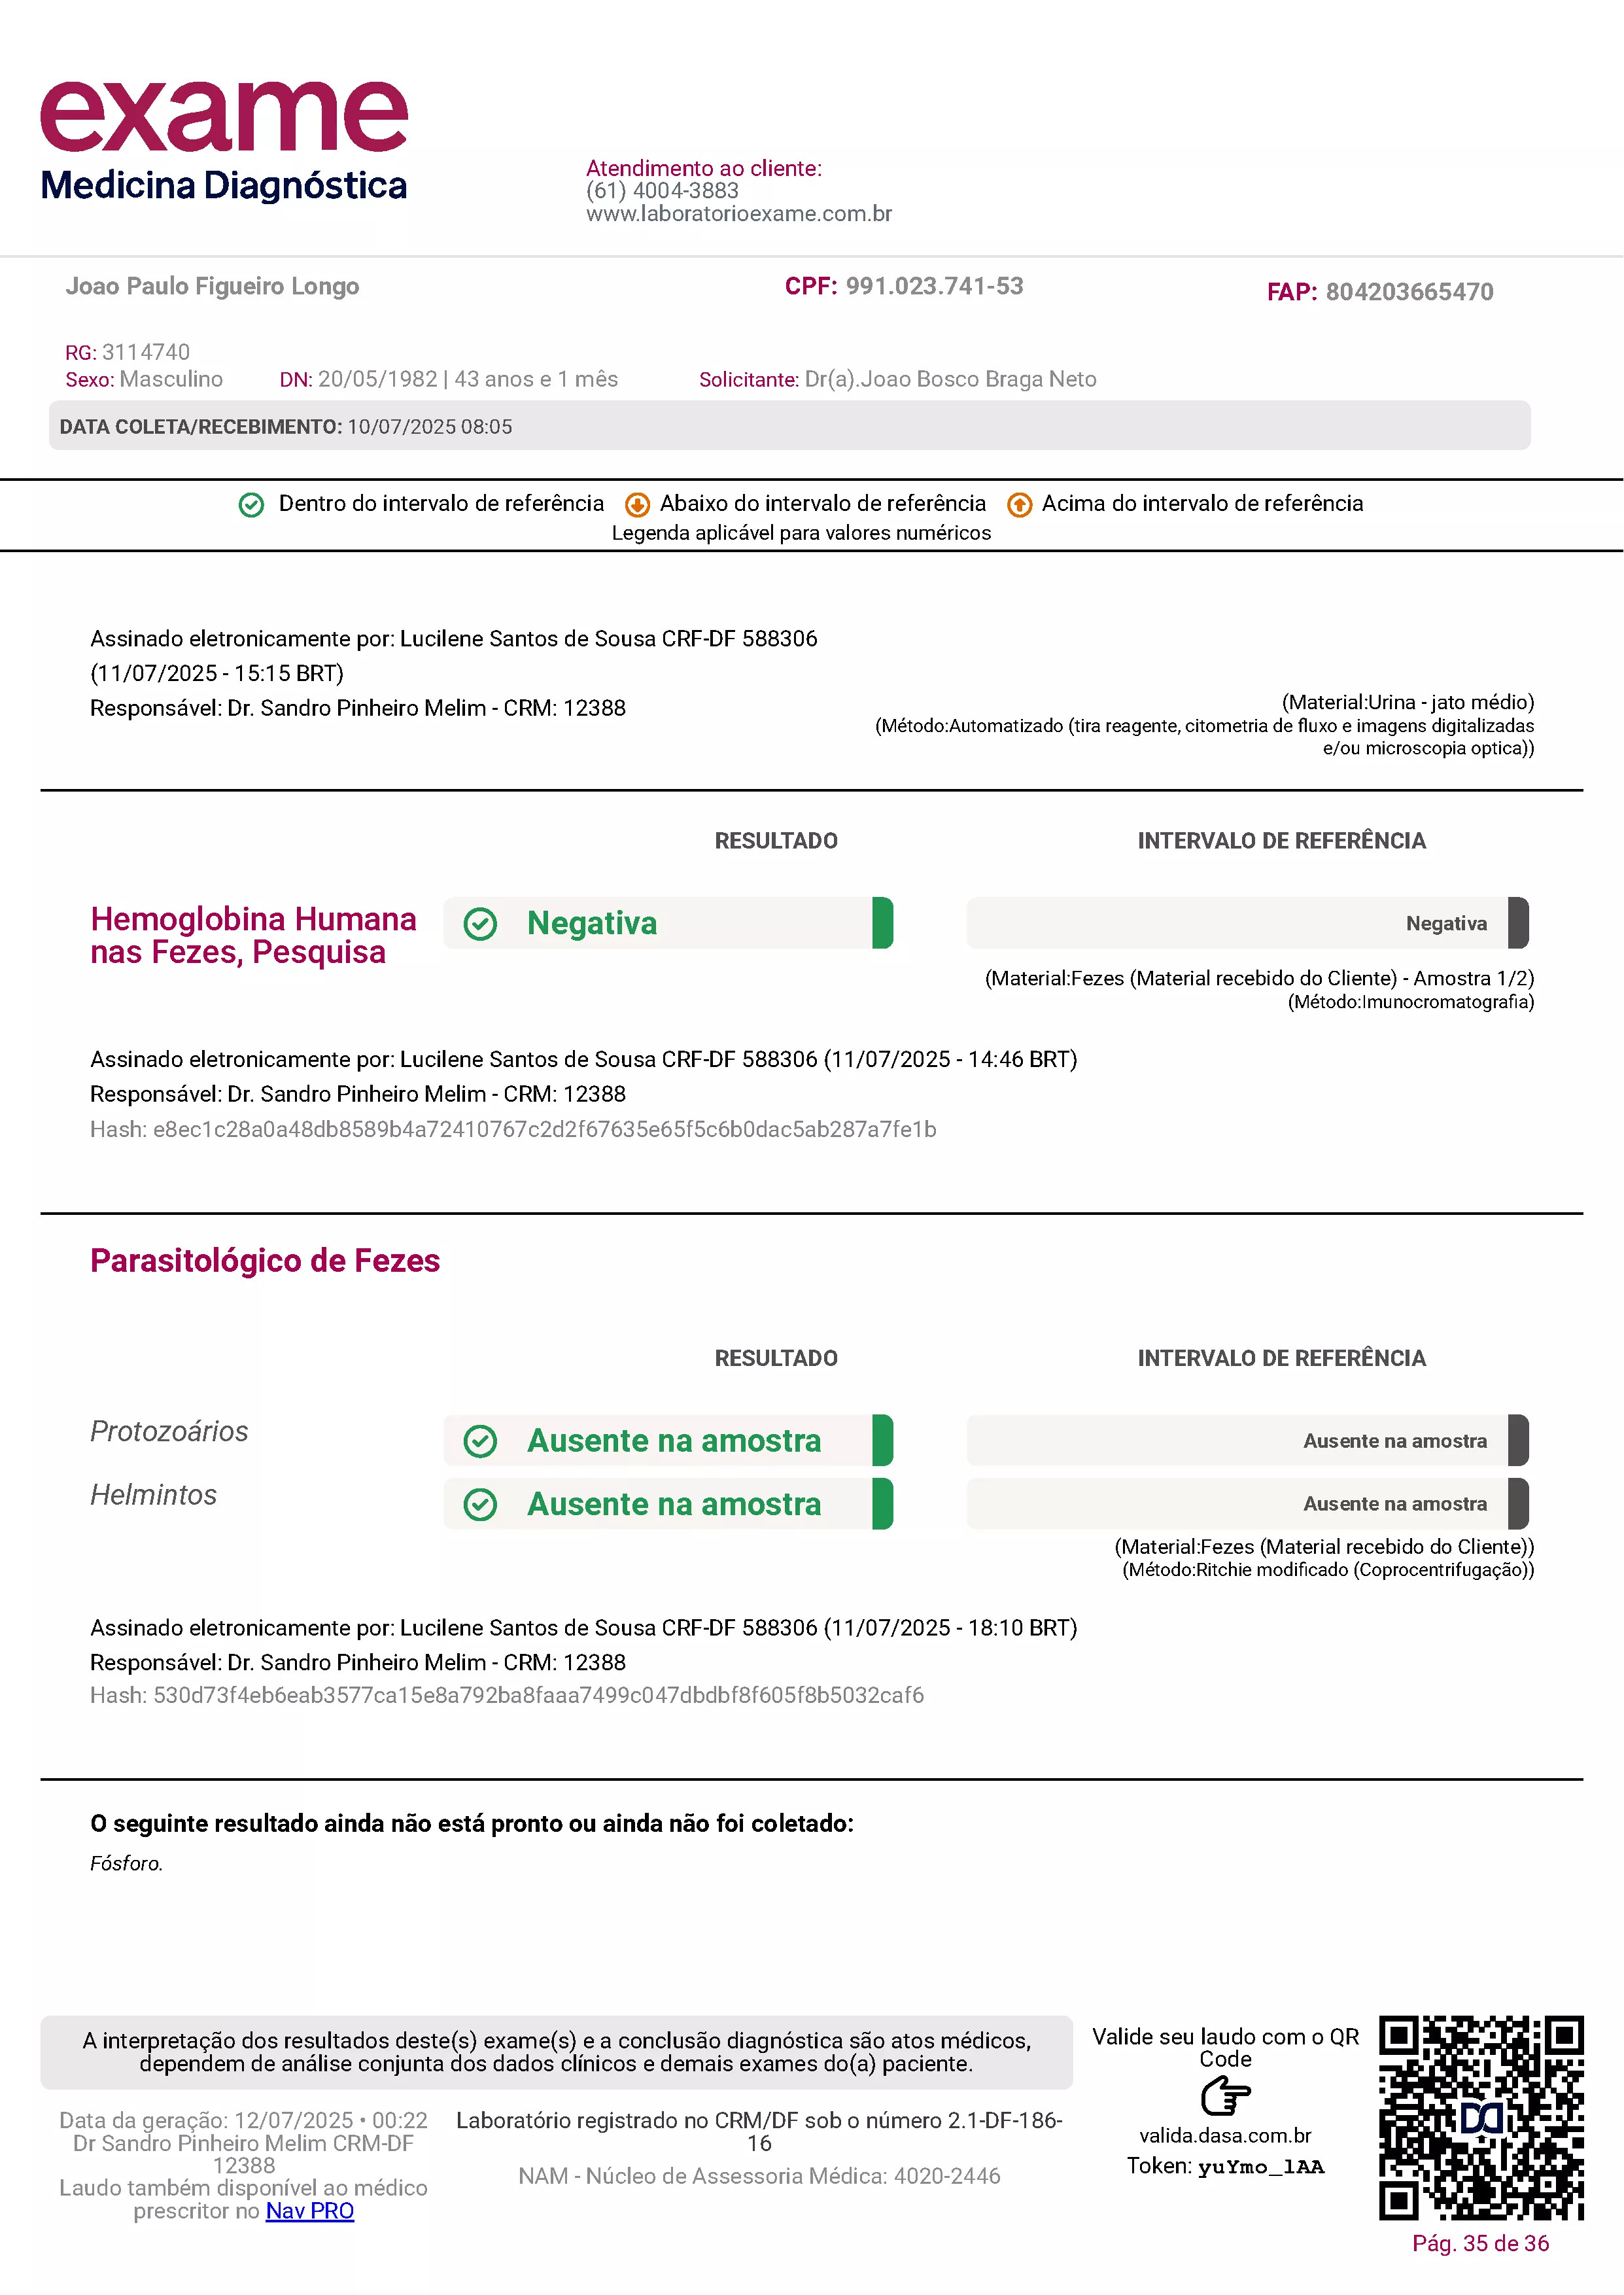 exame
Medicina Diagnóstica
Atendimento ao cliente:
(61) 4004-3883
www.laboratorioexame.com.br
Joao Paulo Figueiro Longo CPF: 991.023.741-53 FAP: 804203665470
RG: 3114740
Sexo: Masculino DN: 20/05/1982 | 43 anos e 1 mês Solicitante: Dr(a).Joao Bosco Braga Neto
DATA COLETA/RECEBIMENTO: 10/07/2025 08:05
Dentro do intervalo de referência Abaixo do intervalo de referência Acima do intervalo de referência
Legenda aplicável para valores numéricos
Assinado eletronicamente por: Lucilene Santos de Sousa CRF-DF 588306
(11/07/2025 - 15:15 BRT)
Responsável: Dr. Sandro Pinheiro Melim - CRM: 12388
(Material:Urina - jato médio)
(Método:Automatizado (tira reagente, citometria de fluxo e imagens digitalizadas
e/ou microscopia optica))
RESULTADO INTERVALO DE REFERÊNCIA
Hemoglobina Humana
nas Fezes, Pesquisa
Negativa Negativa
(Material:Fezes (Material recebido do Cliente) - Amostra 1/2)
(Método:Imunocromatografia)
Assinado eletronicamente por: Lucilene Santos de Sousa CRF-DF 588306 (11/07/2025 - 14:46 BRT)
Responsável: Dr. Sandro Pinheiro Melim - CRM: 12388
Hash: e8ec1c28a0a48db8589b4a72410767c2d2f67635e65f5c6b0dac5ab287a7fe1b
Parasitológico de Fezes
RESULTADO INTERVALO DE REFERÊNCIA
Protozoários Ausente na amostra Ausente na amostra
Helmintos Ausente na amostra Ausente na amostra
(Material:Fezes (Material recebido do Cliente))
(Método:Ritchie modificado (Coprocentrifugação))
Assinado eletronicamente por: Lucilene Santos de Sousa CRF-DF 588306 (11/07/2025 - 18:10 BRT)
Responsável: Dr. Sandro Pinheiro Melim - CRM: 12388
Hash: 530d73f4eb6eab3577ca15e8a792ba8faaa7499c047dbdbf8f605f8b5032caf6
O seguinte resultado ainda não está pronto ou ainda não foi coletado:
Fósforo.
A interpretação dos resultados deste(s) exame(s) e a conclusão diagnóstica são atos médicos,
dependem de análise conjunta dos dados clínicos e demais exames do(a) paciente.
Data da geração: 12/07/2025 • 00:22
Dr Sandro Pinheiro Melim CRM-DF
12388
Laudo também disponível ao médico
prescritor no Nav PRO
Laboratório registrado no CRM/DF sob o número 2.1-DF-186-
16
NAM - Núcleo de Assessoria Médica: 4020-2446
Valide seu laudo com o QR
Code
valida.dasa.com.br
Token: yuYmo_lAA
Pág. 35 de 36